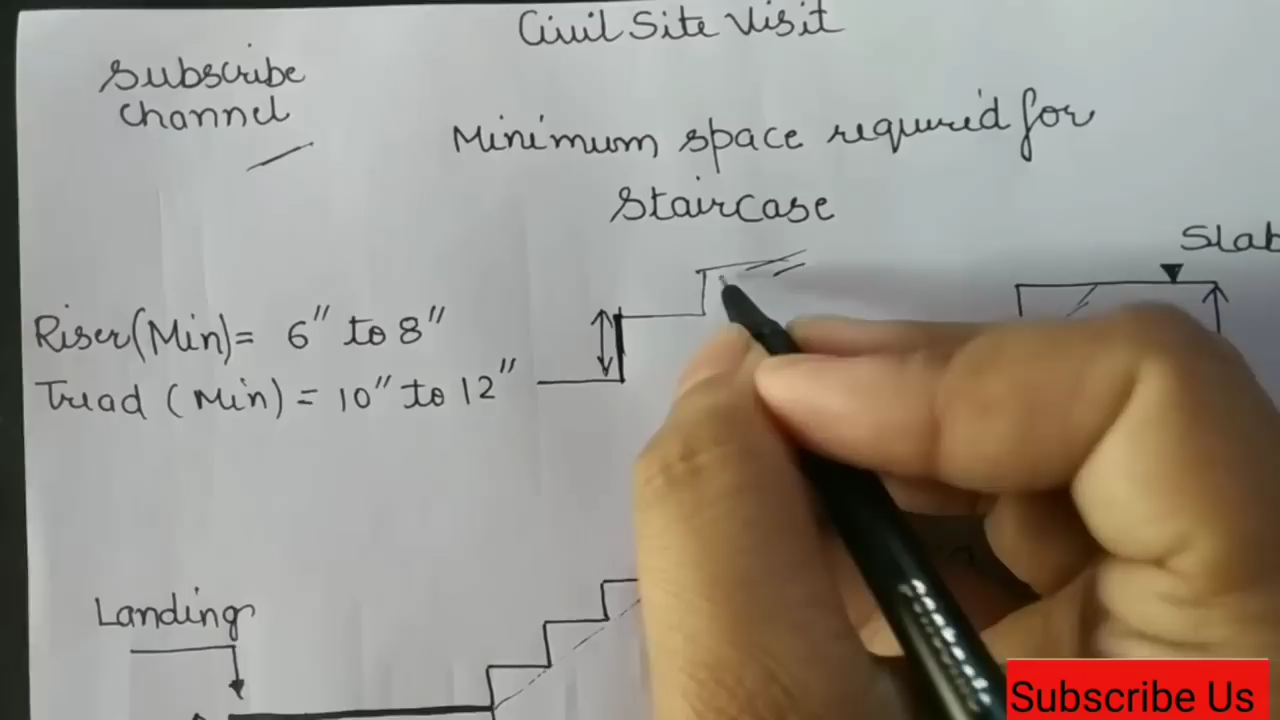 Civil Site Visit
Subscribe
Channel
Minimum space required for
Staircase
Slab
Riser(Min) = 6" to 8"
Tread (Min) = 10" to 12"
Landing
Subscribe Us